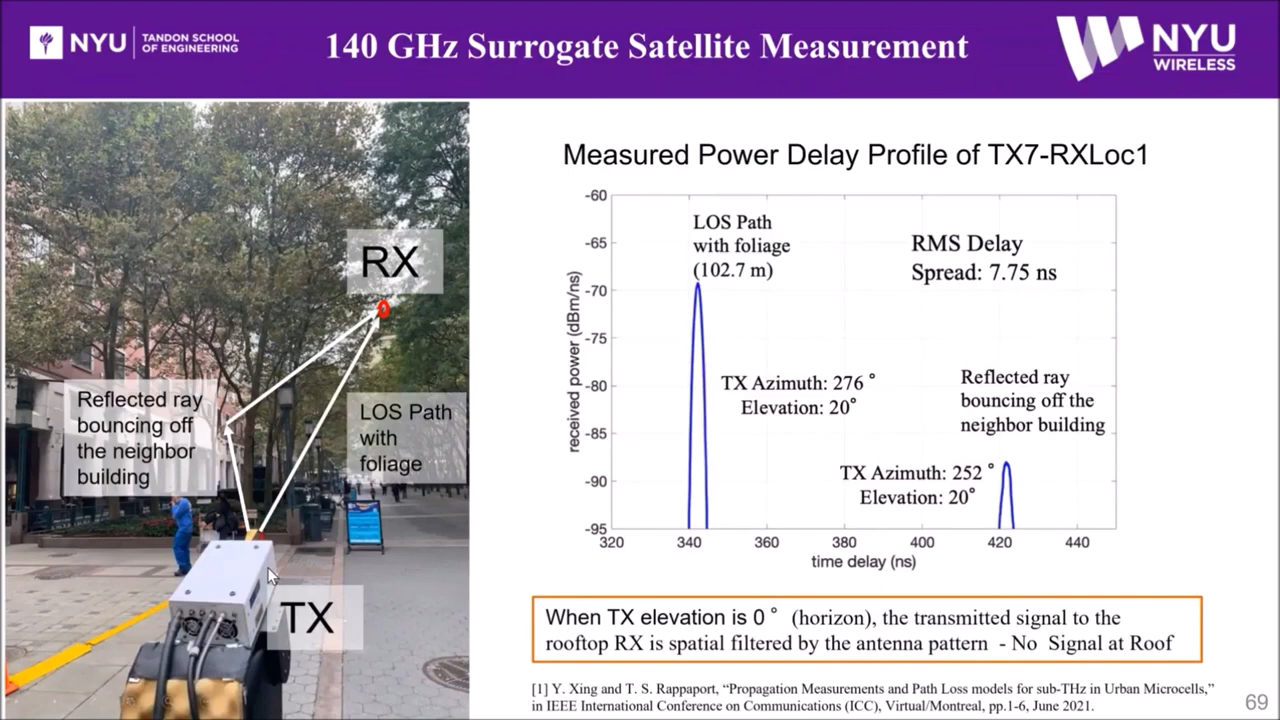 NYU
TANDON SCHOOL
OF ENGINEERING
140 GHz Surrogate Satellite Measurement
NYU
WIRELESS
RX
Reflected ray
bouncing off
the neighbor
building
LOS Path
with
foliage
TX
Measured Power Delay Profile of TX7-RXLoc1
received power (dBm/ns)
-60
-65
-70
-75
-80
-85
-90
-95
LOS Path
with foliage
(102.7 m)
RMS Delay
Spread: 7.75 ns
TX Azimuth: 276 °
Elevation: 20°
Reflected ray
bouncing off the
neighbor building
TX Azimuth: 252 °
Elevation: 20°
320 340 360 380 400 420 440
time delay (ns)
When TX elevation is 0 ° (horizon), the transmitted signal to the
rooftop RX is spatial filtered by the antenna pattern - No Signal at Roof
[1] Y. Xing and T. S. Rappaport, “Propagation Measurements and Path Loss models for sub-THz in Urban Microcells,”
in IEEE International Conference on Communications (ICC), Virtual/Montreal, pp.1-6, June 2021.
69